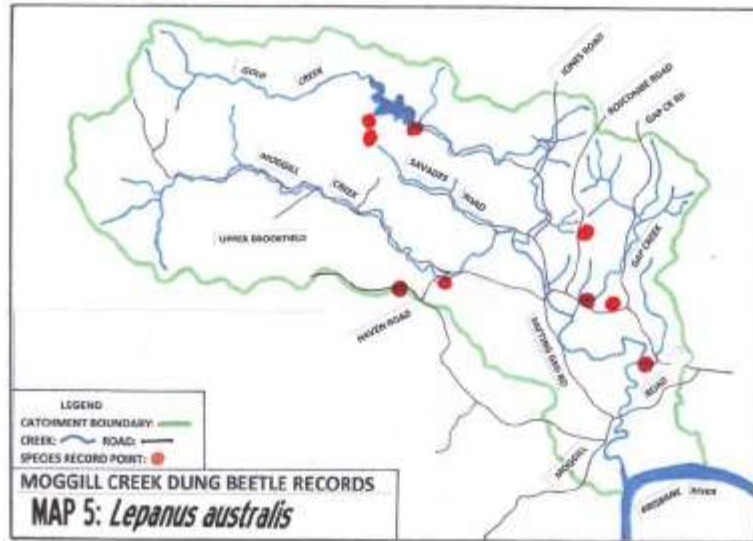 JONES ROAD
BOSCOMBE ROAD
GAP CK RD
GOLD CREEK
MOGGILL CREEK
SAVAGES ROAD
UPPER BROOKFIELD
GAP CREEK
HAVEN ROAD
RAFTING GRD RD
MOGGILL ROAD
BRISBANE RIVER
LEGEND
CATCHMENT BOUNDARY:
CREEK: ROAD:
SPECIES RECORD POINT:
MOGGILL CREEK DUNG BEETLE RECORDS
MAP 5: Lepanus australis